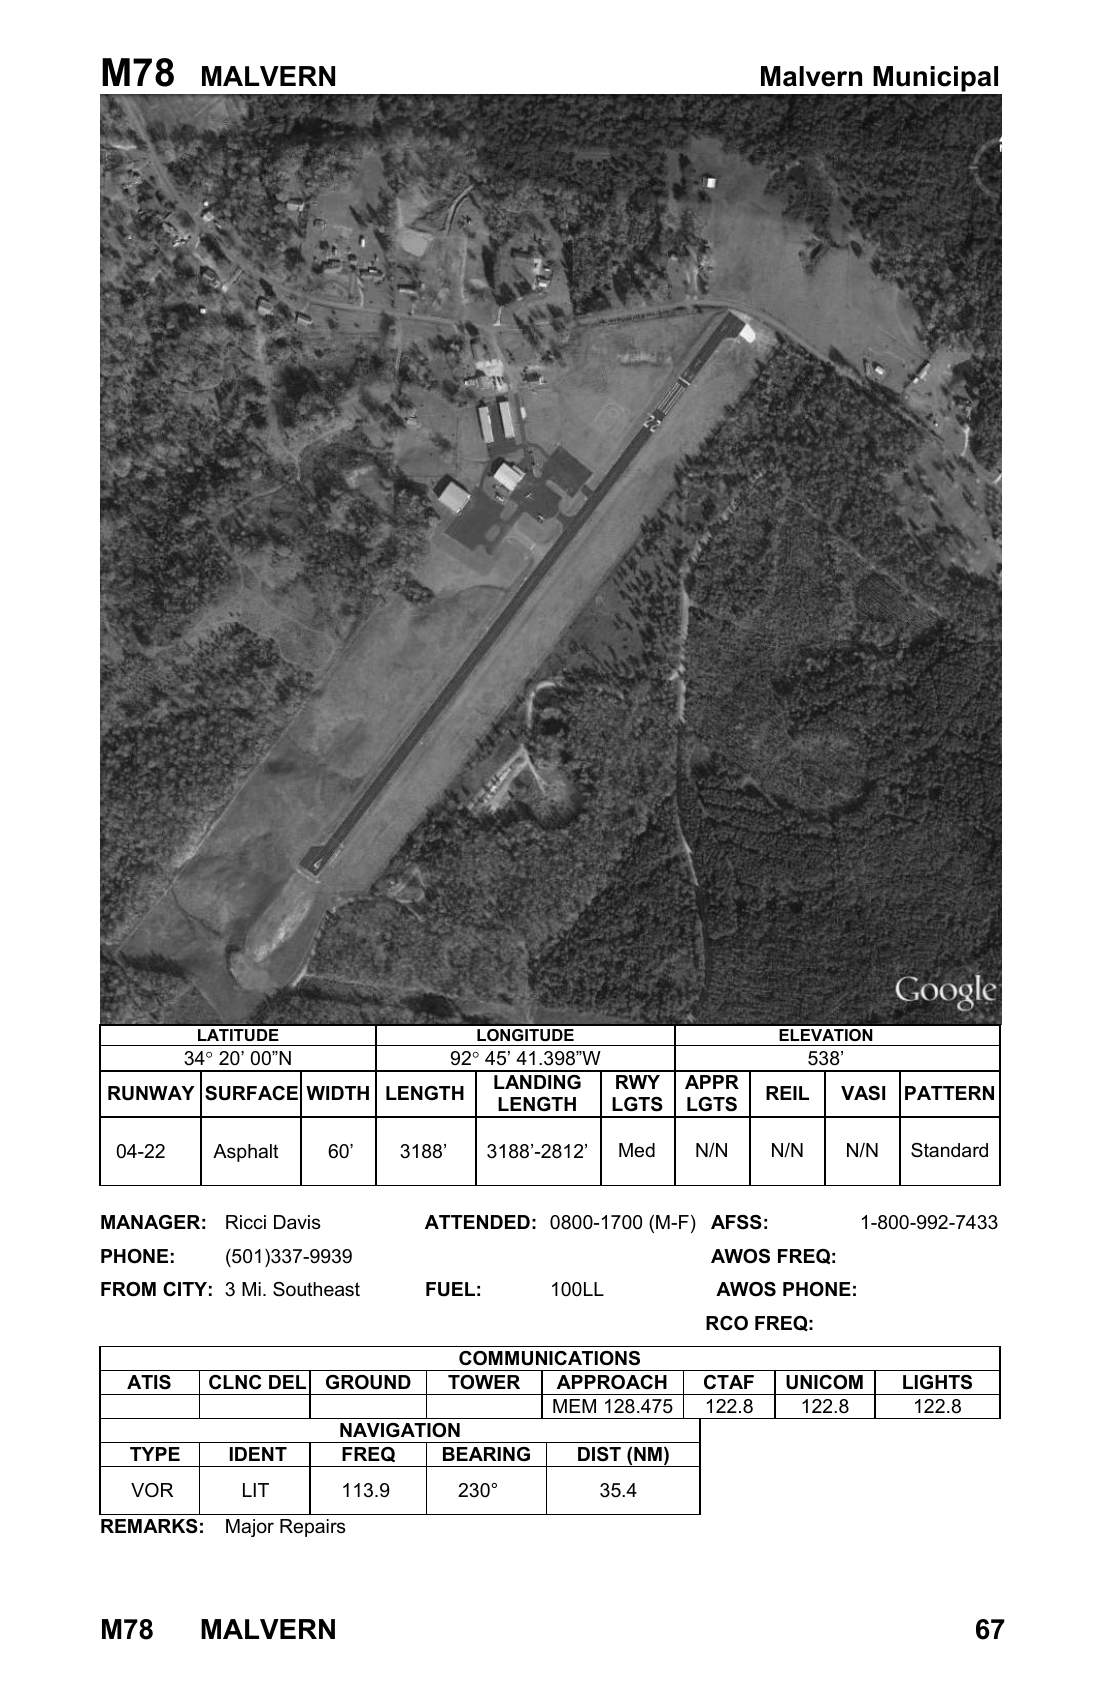 M78 MALVERN Malvern Municipal
22
Google
LATITUDE LONGITUDE ELEVATION
34° 20’ 00”N 92° 45’ 41.398”W 538’
RUNWAY SURFACE WIDTH LENGTH LANDING LENGTH RWY LGTS APPR LGTS REIL VASI PATTERN
04-22 Asphalt 60’ 3188’ 3188’-2812’ Med N/N N/N N/N Standard
MANAGER: Ricci Davis ATTENDED: 0800-1700 (M-F) AFSS: 1-800-992-7433
PHONE: (501)337-9939 AWOS FREQ:
FROM CITY: 3 Mi. Southeast FUEL: 100LL AWOS PHONE:
RCO FREQ:
COMMUNICATIONS
ATIS CLNC DEL GROUND TOWER APPROACH CTAF UNICOM LIGHTS
MEM 128.475 122.8 122.8 122.8
NAVIGATION
TYPE IDENT FREQ BEARING DIST (NM)
VOR LIT 113.9 230° 35.4
REMARKS: Major Repairs
M78 MALVERN 67